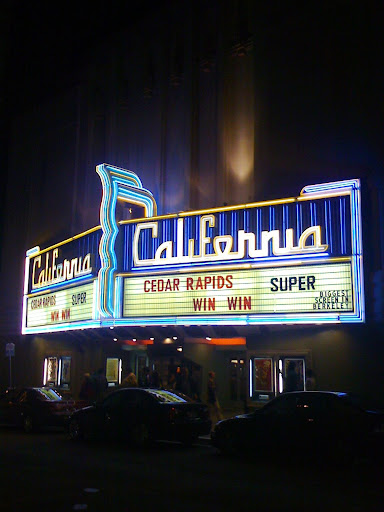 California
CEDAR RAPIDS SUPER
WIN WIN
California
CEDAR RAPIDS SUPER
WIN WIN
BIGGEST
SCREEN IN
BERKELEY